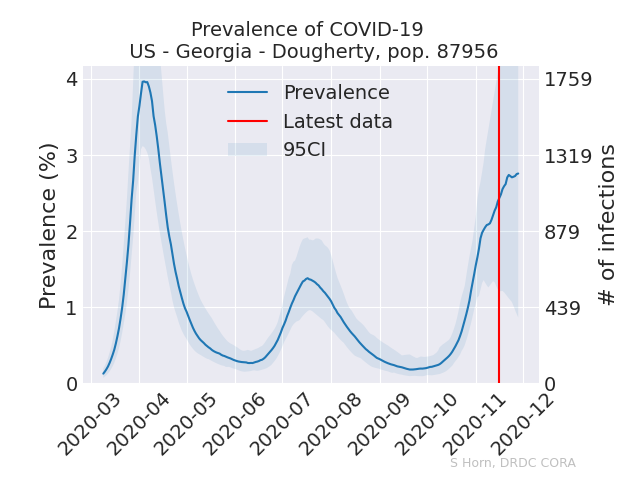 Prevalence of COVID-19
US - Georgia - Dougherty, pop. 87956
Prevalence (%)
4
3
2
1
0
Prevalence
Latest data
95CI
1759
1319
879
439
0
# of infections
2020-03
2020-04
2020-05
2020-06
2020-07
2020-08
2020-09
2020-10
2020-11
2020-12
S Horn, DRDC CORA